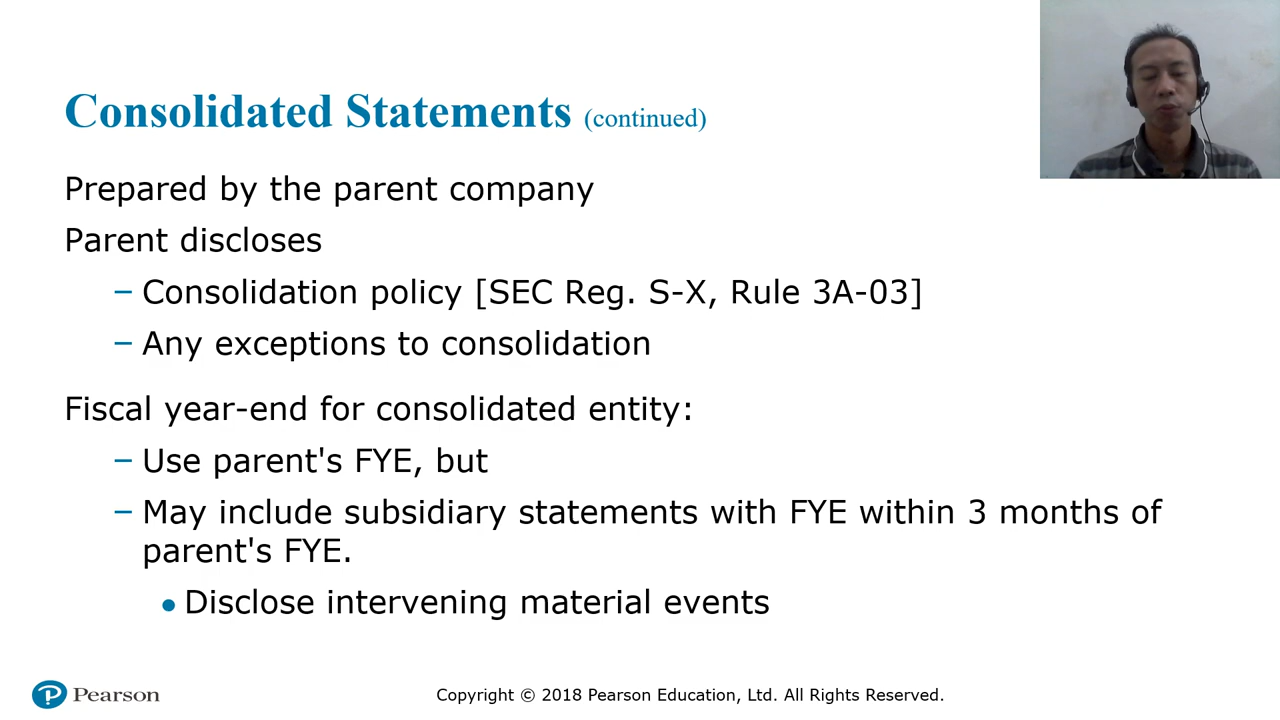 Consolidated Statements (continued)
Prepared by the parent company
Parent discloses
– Consolidation policy [SEC Reg. S-X, Rule 3A-03]
– Any exceptions to consolidation
Fiscal year-end for consolidated entity:
– Use parent's FYE, but
– May include subsidiary statements with FYE within 3 months of
parent's FYE.
• Disclose intervening material events
P Pearson
Copyright © 2018 Pearson Education, Ltd. All Rights Reserved.